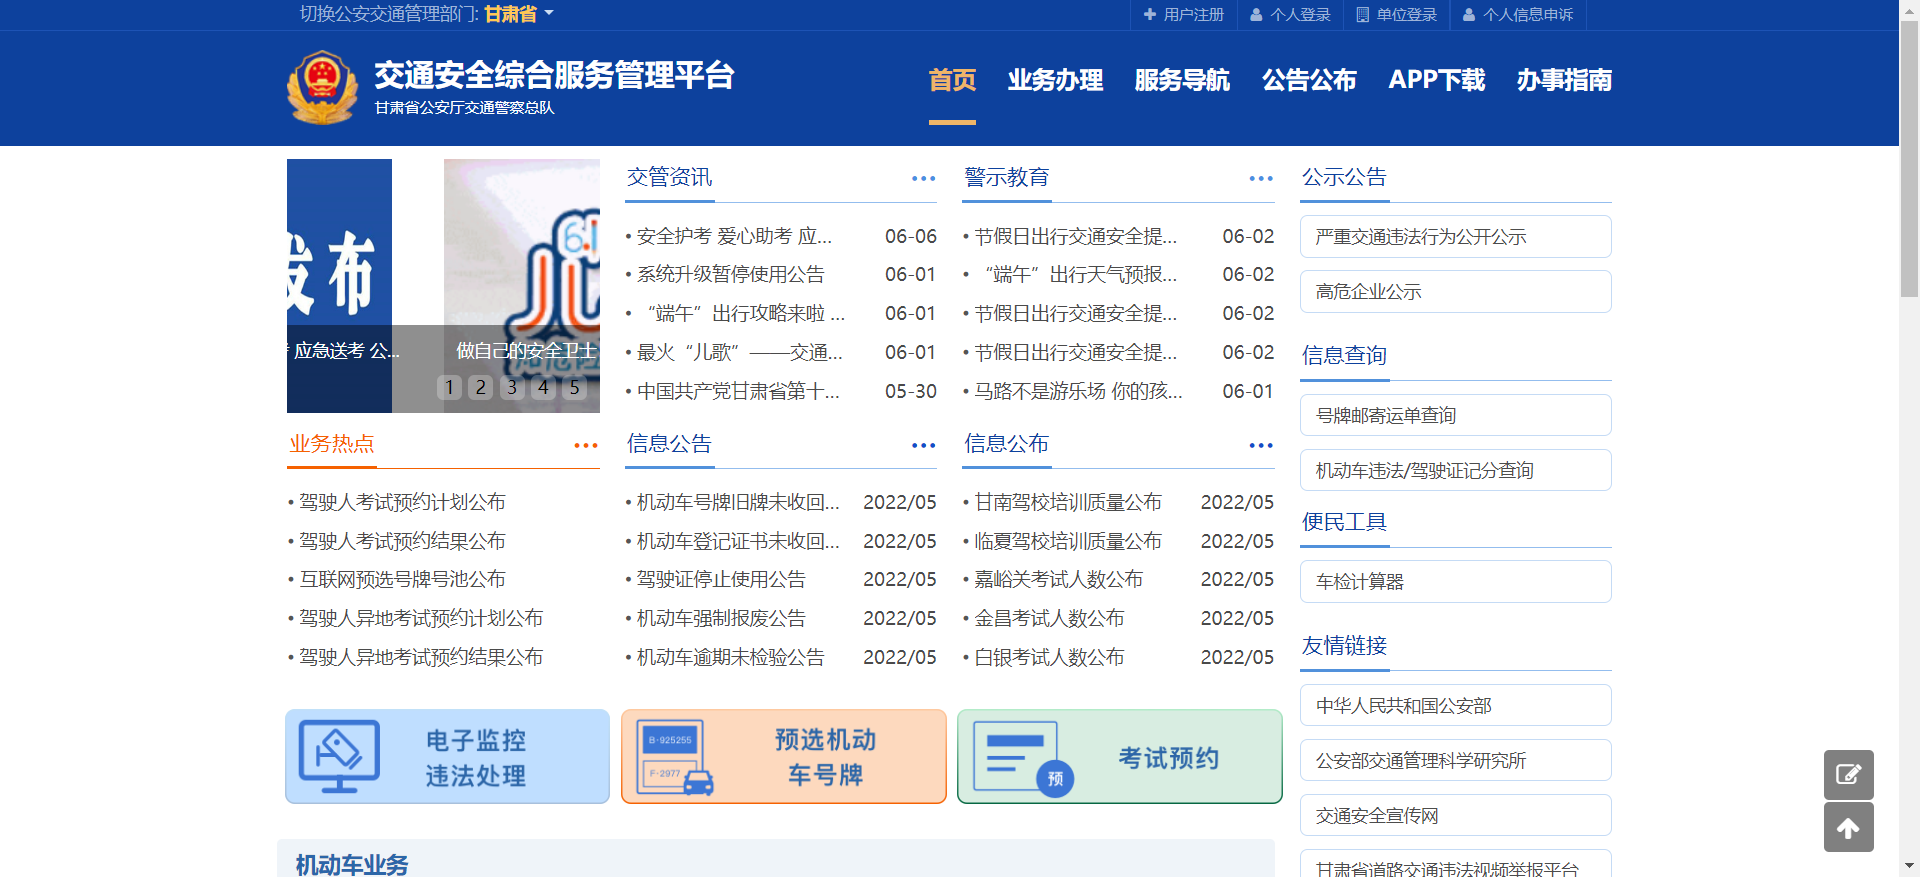 切换公安交通管理部门: 甘肃省
用户注册
个人登录
单位登录
个人信息申诉
交通安全综合服务管理平台
甘肃省公安厅交通警察总队
首页
业务办理
服务导航
公告公布
APP下载
办事指南
发布
应急送考 公...
做自己的安全卫士
1 2 3 4 5
交管资讯
• 安全护考 爱心助考 应... 06-06
• 系统升级暂停使用公告 06-01
• “端午”出行攻略来啦 ... 06-01
• 最火“儿歌”——交通... 06-01
• 中国共产党甘肃省第十... 05-30
警示教育
• 节假日出行交通安全提... 06-02
• “端午”出行天气预报... 06-02
• 节假日出行交通安全提... 06-02
• 节假日出行交通安全提... 06-02
• 马路不是游乐场 你的孩... 06-01
公示公告
严重交通违法行为公开公示
高危企业公示
信息查询
号牌邮寄运单查询
机动车违法/驾驶证记分查询
便民工具
车检计算器
友情链接
中华人民共和国公安部
公安部交通管理科学研究所
交通安全宣传网
甘肃省道路交通违法视频举报平台
业务热点
• 驾驶人考试预约计划公布
• 驾驶人考试预约结果公布
• 互联网预选号牌号池公布
• 驾驶人异地考试预约计划公布
• 驾驶人异地考试预约结果公布
信息公告
• 机动车号牌旧牌未收回... 2022/05
• 机动车登记证书未收回... 2022/05
• 驾驶证停止使用公告 2022/05
• 机动车强制报废公告 2022/05
• 机动车逾期未检验公告 2022/05
信息公布
• 甘南驾校培训质量公布 2022/05
• 临夏驾校培训质量公布 2022/05
• 嘉峪关考试人数公布 2022/05
• 金昌考试人数公布 2022/05
• 白银考试人数公布 2022/05
电子监控
违法处理
B-925255
F-2977
预选机动
车号牌
预
考试预约
机动车业务